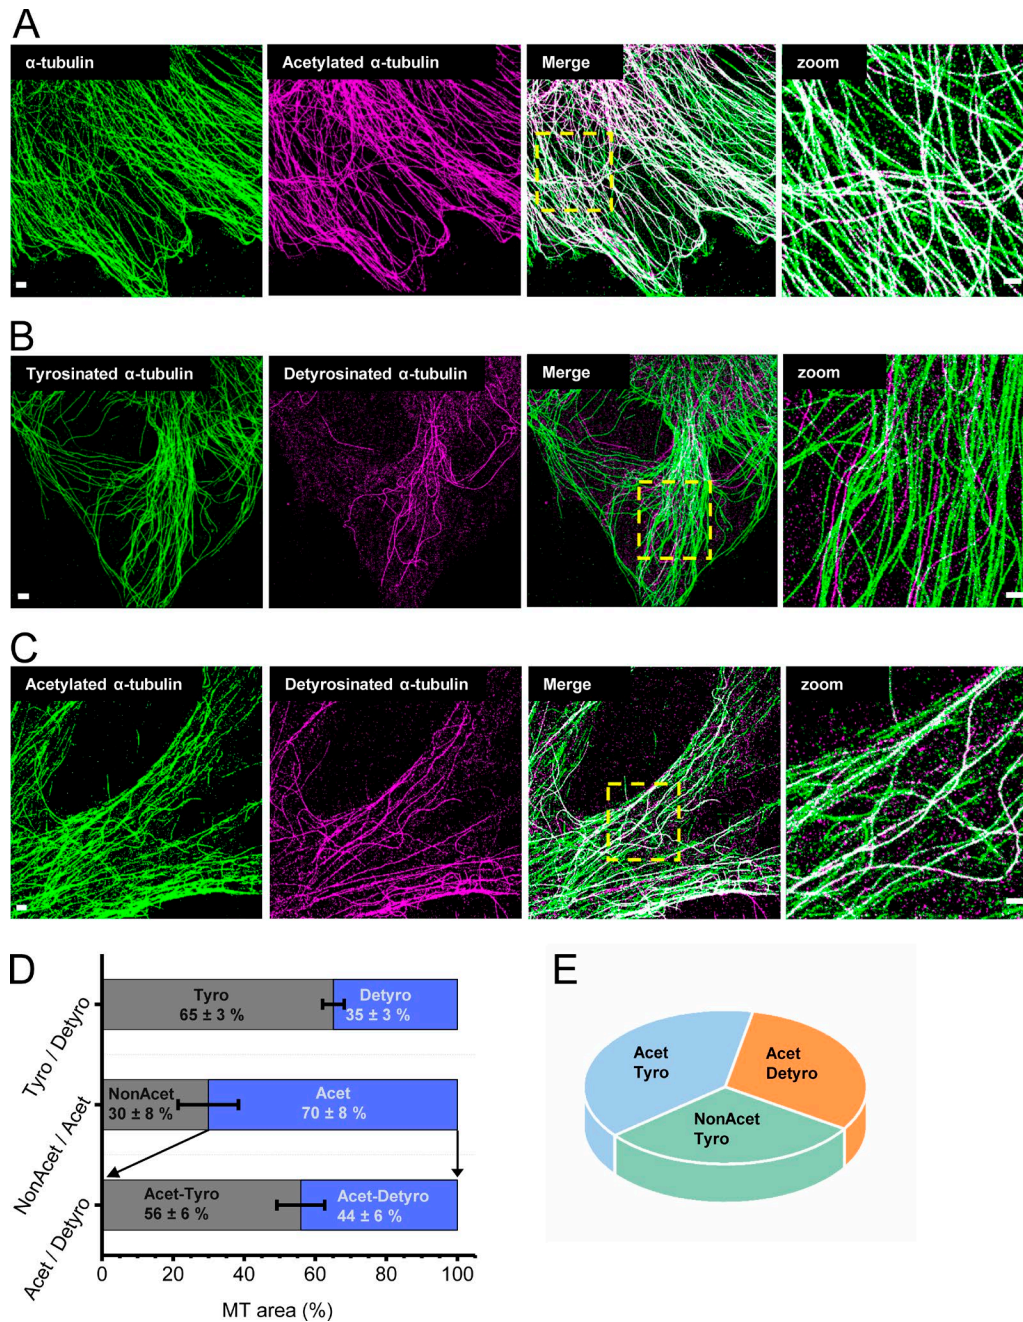 A
α-tubulin
Acetylated α-tubulin
Merge
zoom
B
Tyrosinated α-tubulin
Detyrosinated α-tubulin
Merge
zoom
C
Acetylated α-tubulin
Detyrosinated α-tubulin
Merge
zoom
D
Tyro / Detyro
Tyro
65 ± 3 %
Detyro
35 ± 3 %
NonAcet / Acet
NonAcet
30 ± 8 %
Acet
70 ± 8 %
Acet / Detyro
Acet-Tyro
56 ± 6 %
Acet-Detyro
44 ± 6 %
0 20 40 60 80 100
MT area (%)
E
Acet
Tyro
Acet
Detyro
NonAcet
Tyro